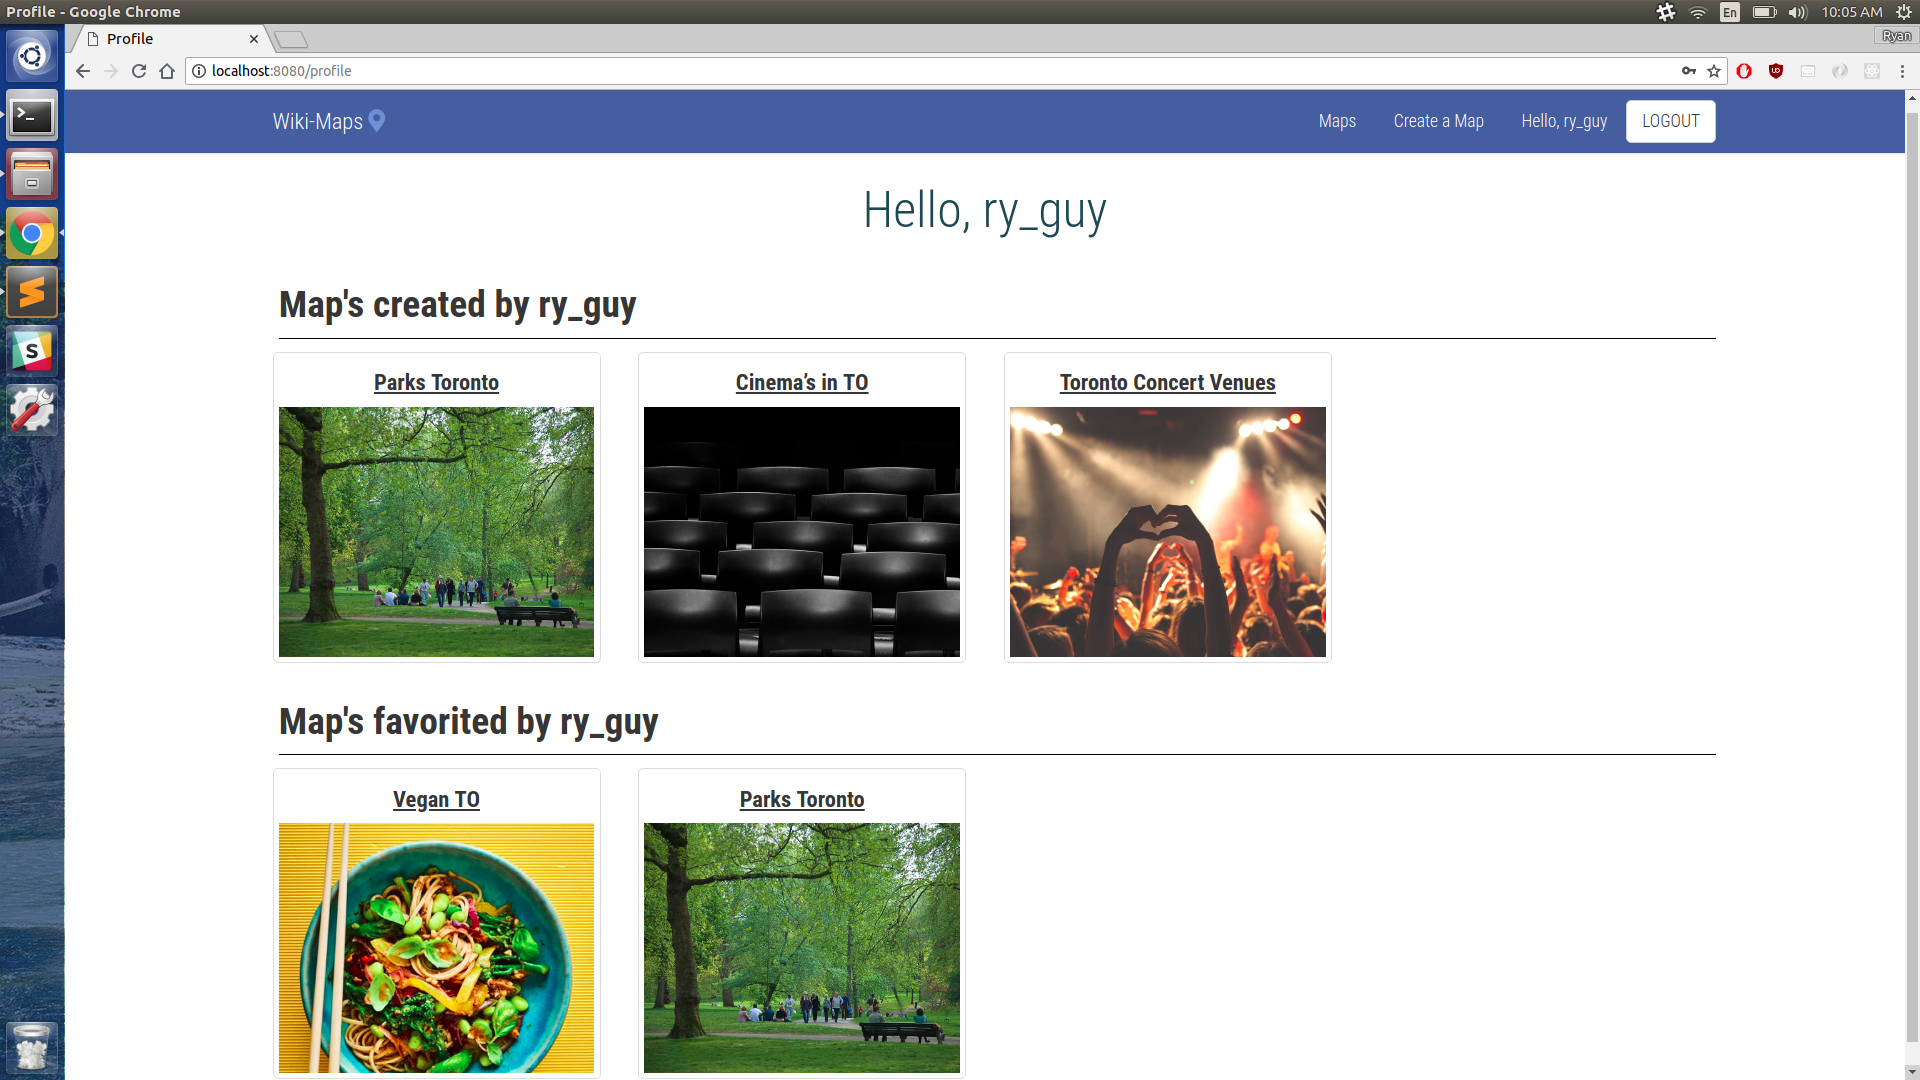 Profile - Google Chrome
En
10:05 AM
Profile
Ryan
localhost:8080/profile
Wiki-Maps
Maps
Create a Map
Hello, ry_guy
LOGOUT
Hello, ry_guy
Map's created by ry_guy
Parks Toronto
Cinema’s in TO
Toronto Concert Venues
Map's favorited by ry_guy
Vegan TO
Parks Toronto